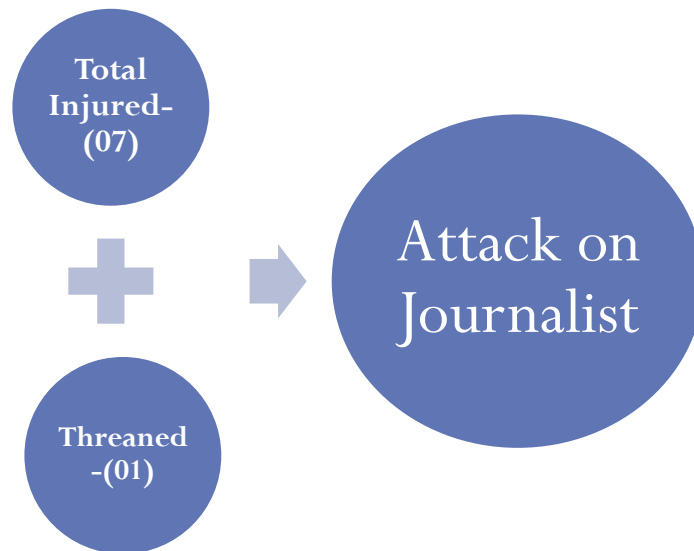 Total
Injured-
(07)
Threaned
-(01)
Attack on
Journalist